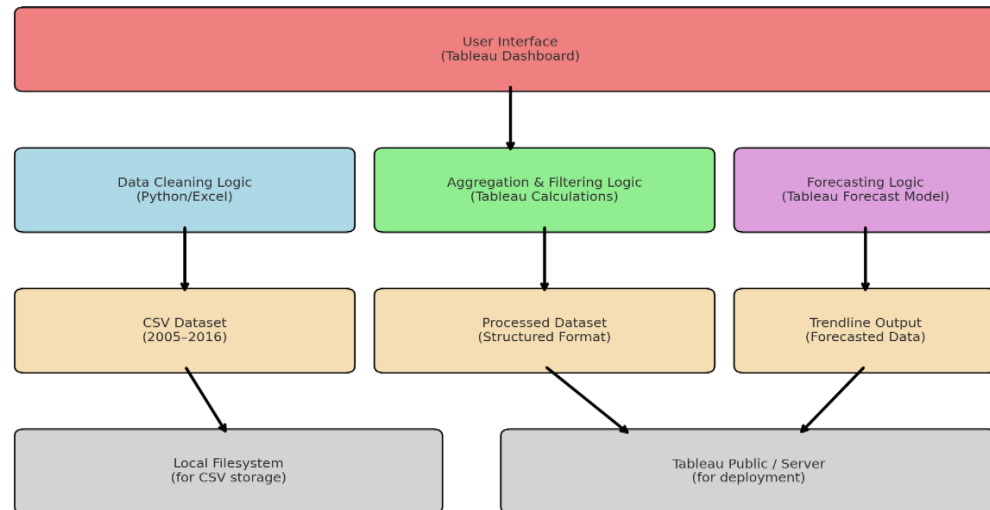 User Interface
(Tableau Dashboard)
Data Cleaning Logic
(Python/Excel)
Aggregation & Filtering Logic
(Tableau Calculations)
Forecasting Logic
(Tableau Forecast Model)
CSV Dataset
(2005–2016)
Processed Dataset
(Structured Format)
Trendline Output
(Forecasted Data)
Local Filesystem
(for CSV storage)
Tableau Public / Server
(for deployment)